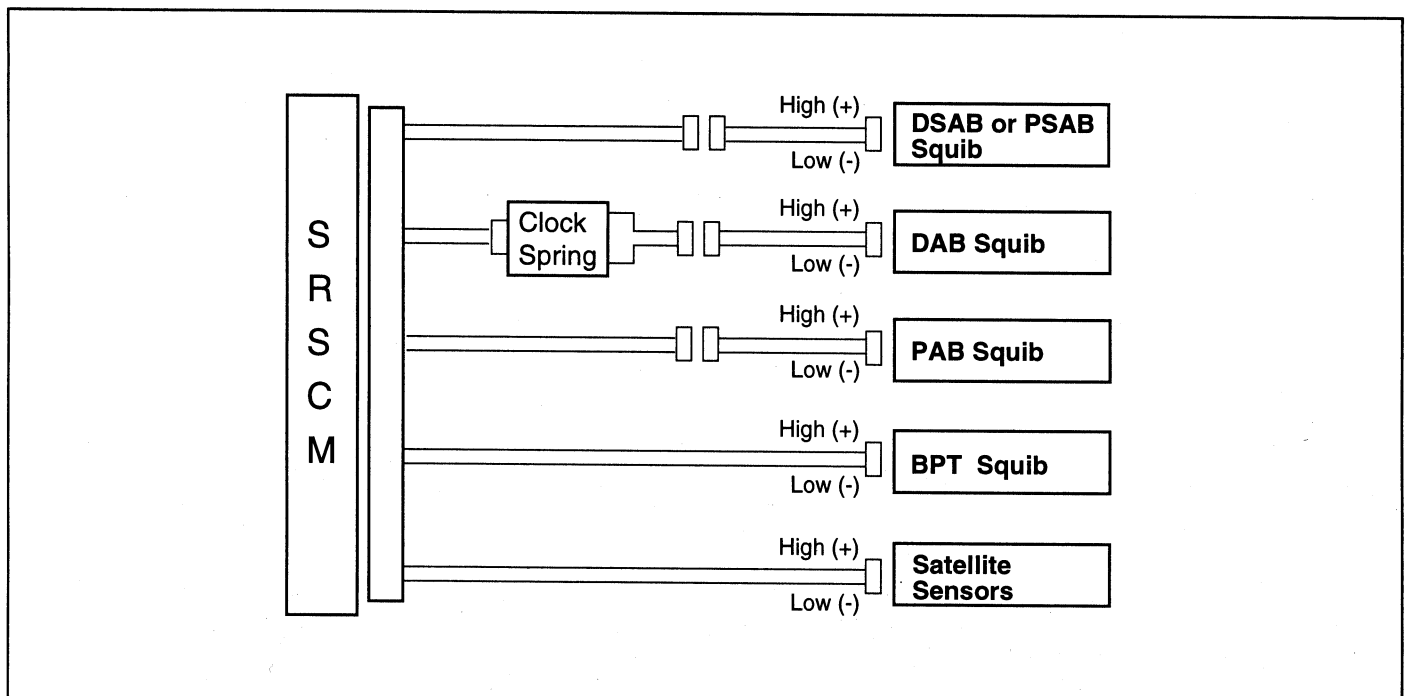 S
R
S
C
M
High (+)
Low (-)
DSAB or PSAB
Squib
Clock
Spring
High (+)
Low (-)
DAB Squib
High (+)
Low (-)
PAB Squib
High (+)
Low (-)
BPT Squib
High (+)
Low (-)
Satellite
Sensors